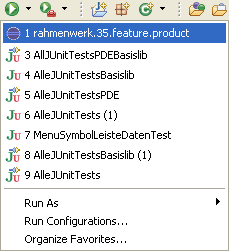 1 rahmenwerk.35.feature.product
3 AllJUnitTestsPDEBasislib
4 AllJUnitTestsBasislib
5 AlleJUnitTestsPDE
6 AlleJUnitTests (1)
7 MenuSymbolLeisteDatenTest
8 AlleJUnitTestsBasislib (1)
9 AlleJUnitTests
Run As
Run Configurations...
Organize Favorites...